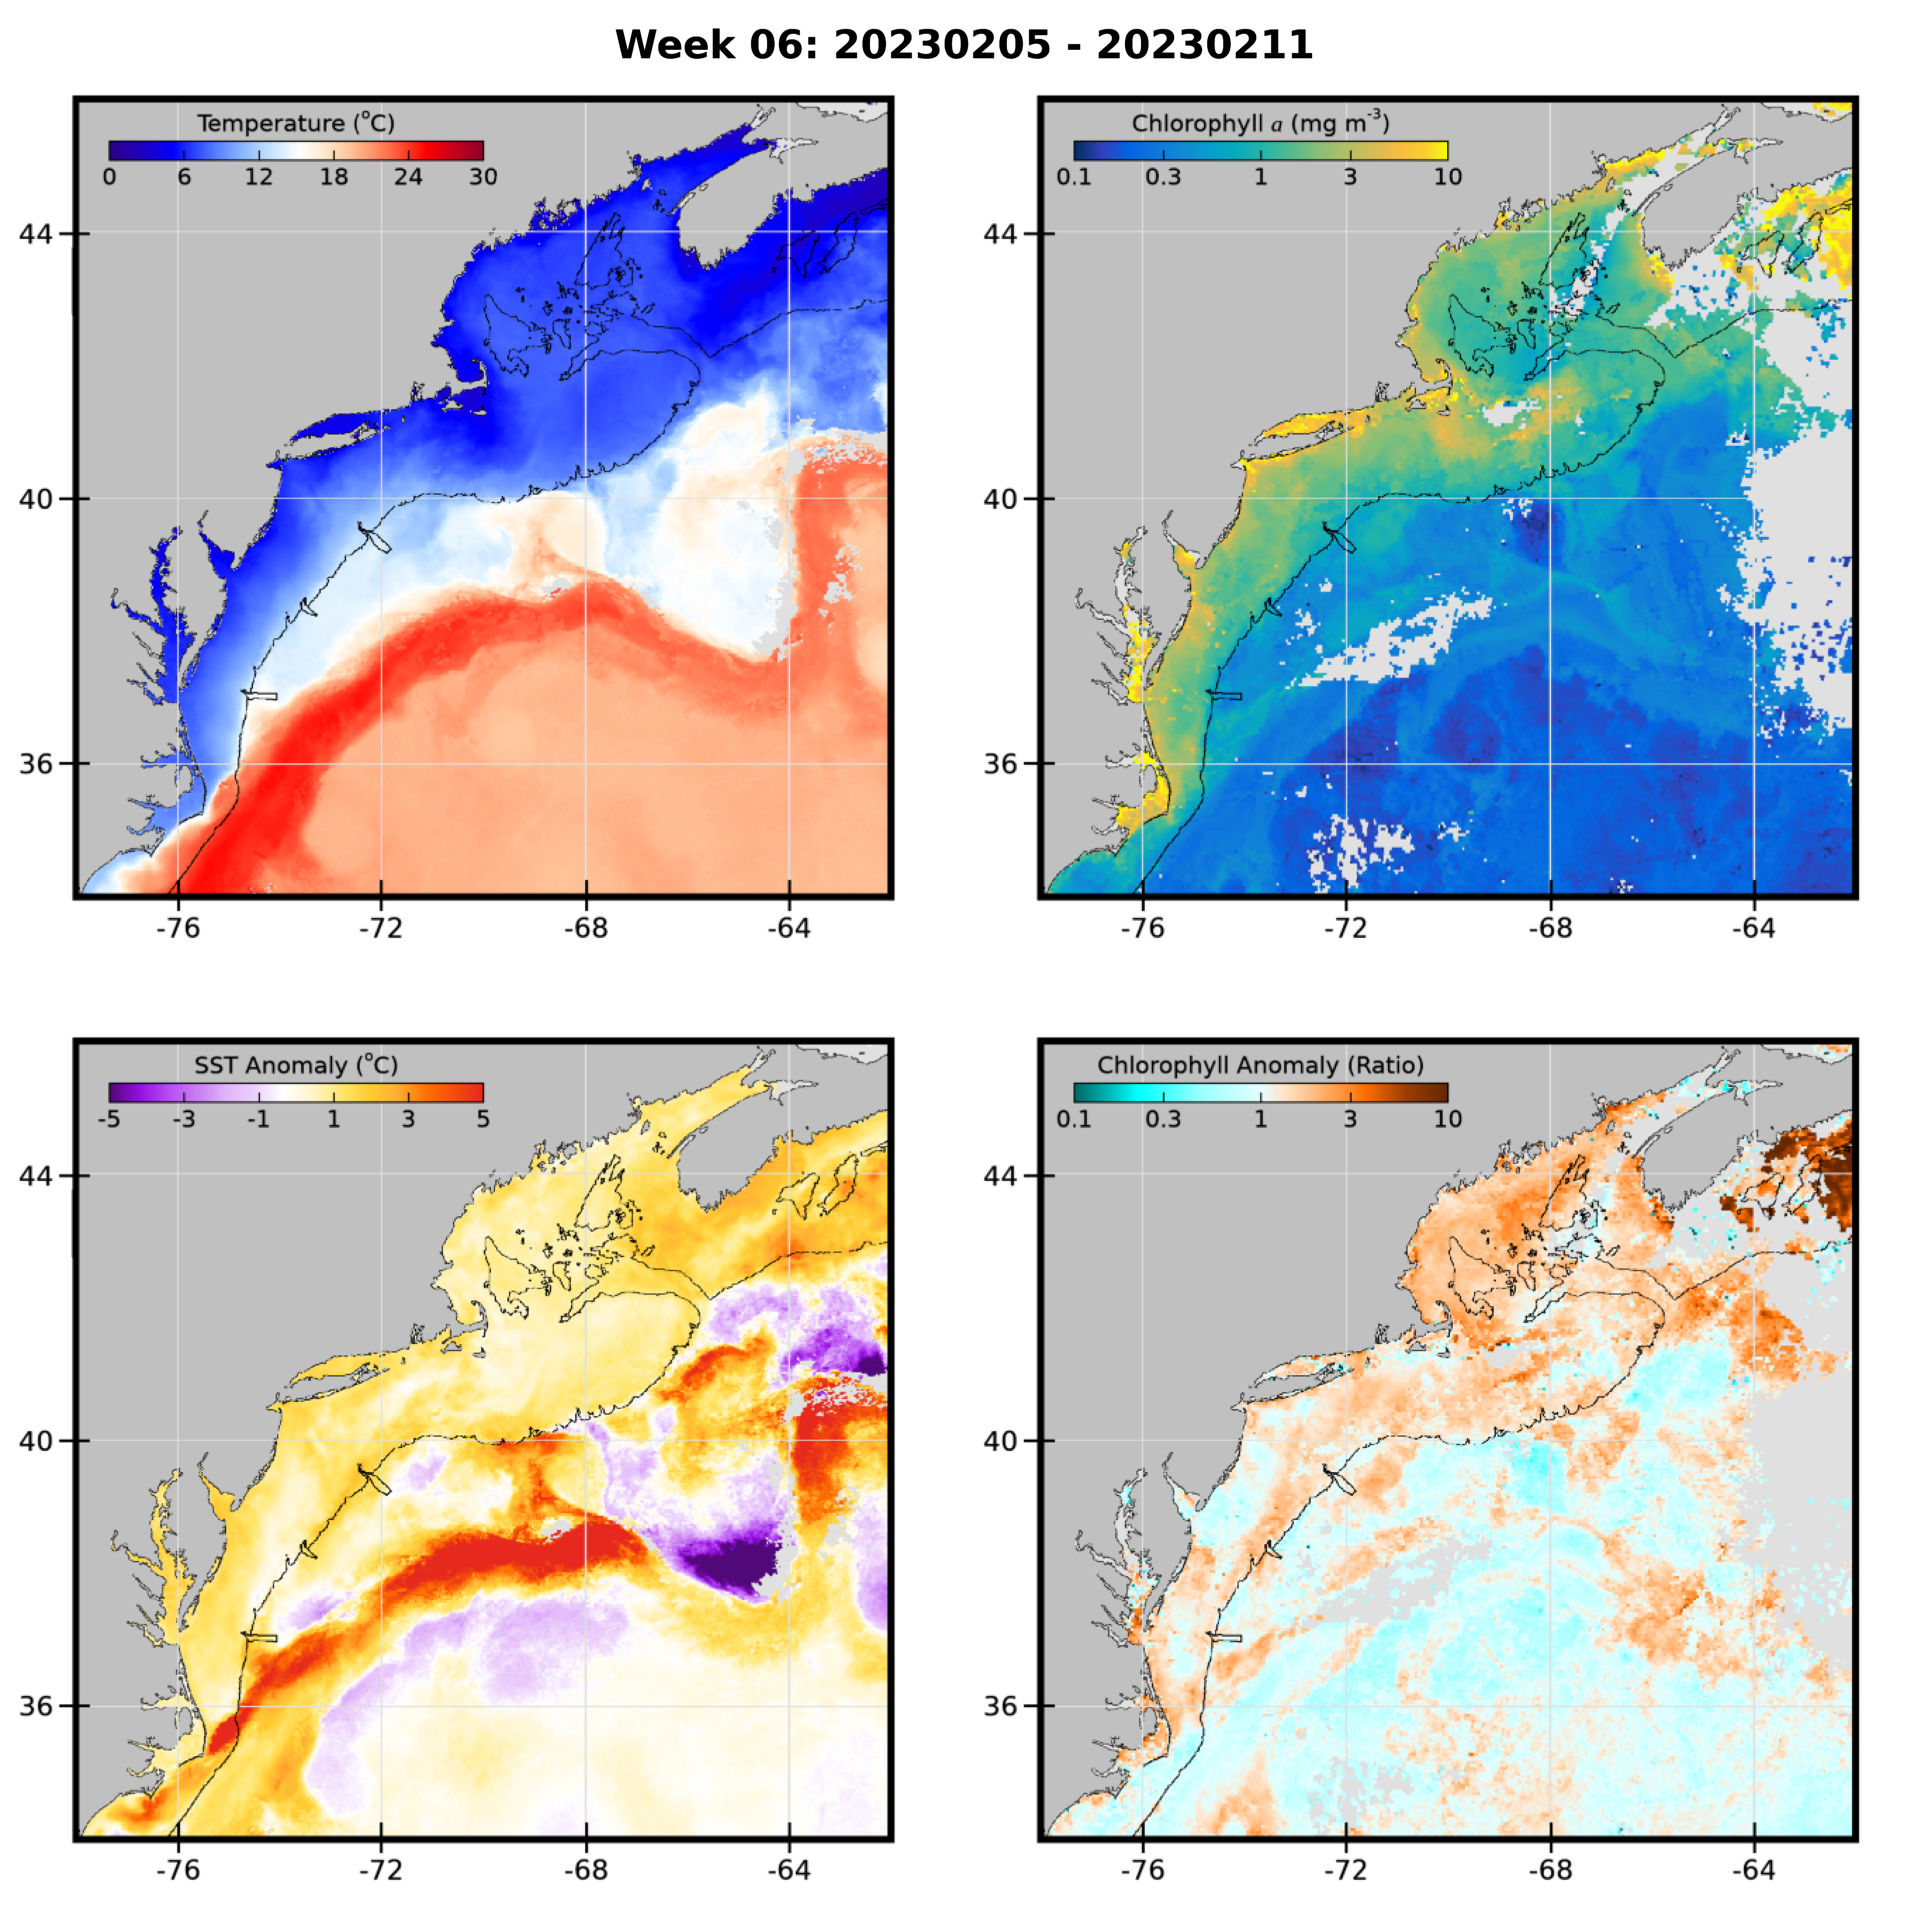 Week 06: 20230205 - 20230211
Temperature (°C)
0 6 12 18 24 30
44
40
36
-76 -72 -68 -64
Chlorophyll a (mg m⁻³)
0.1 0.3 1 3 10
44
40
36
-76 -72 -68 -64
SST Anomaly (°C)
-5 -3 -1 1 3 5
44
40
36
-76 -72 -68 -64
Chlorophyll Anomaly (Ratio)
0.1 0.3 1 3 10
44
40
36
-76 -72 -68 -64